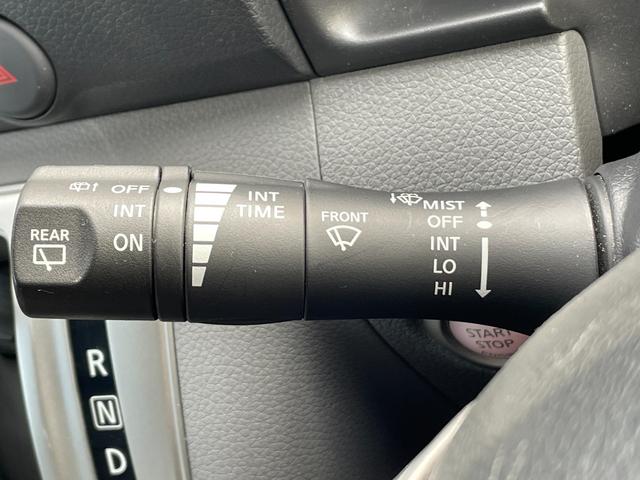 OFF
INT
ON
REAR
INT
TIME
FRONT
MIST
OFF
INT
LO
HI
START
STOP
R
N
D